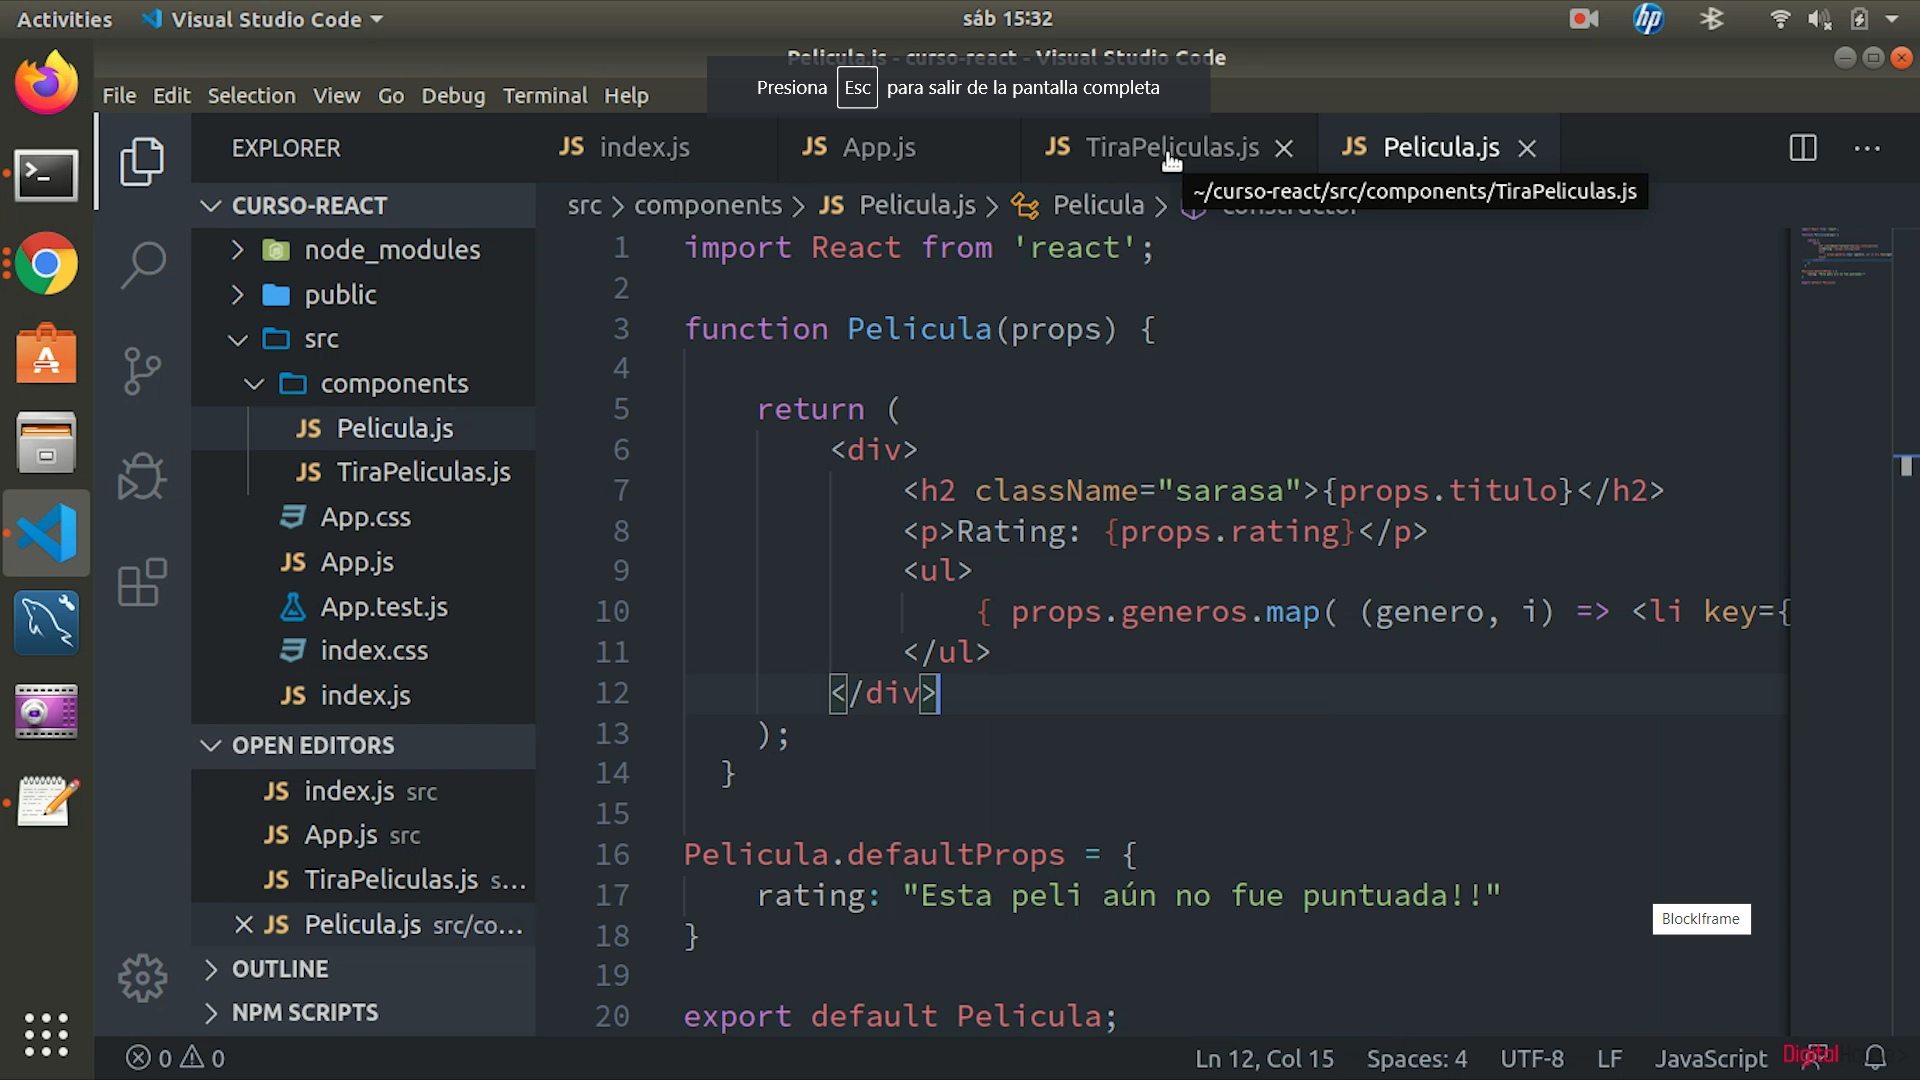 Activities
Visual Studio Code
sáb 15:32
hp
Pelicula.js - curso-react - Visual Studio Code
Presiona Esc para salir de la pantalla completa
File Edit Selection View Go Debug Terminal Help
EXPLORER
JS index.js
JS App.js
JS TiraPeliculas.js
JS Pelicula.js
~/curso-react/src/components/TiraPeliculas.js
CURSO-REACT
node_modules
public
src
components
JS Pelicula.js
JS TiraPeliculas.js
App.css
JS App.js
App.test.js
index.css
JS index.js
OPEN EDITORS
JS index.js src
JS App.js src
JS TiraPeliculas.js s...
JS Pelicula.js src/co...
OUTLINE
NPM SCRIPTS
src > components > JS Pelicula.js > Pelicula > constructor
1 import React from 'react';
2
3 function Pelicula(props) {
4
5 return (
6 <div>
7 <h2 className="sarasa">{props.titulo}</h2>
8 <p>Rating: {props.rating}</p>
9 <ul>
10 { props.generos.map( (genero, i) => <li key={
11 </ul>
12 </div>
13 );
14 }
15
16 Pelicula.defaultProps = {
17 rating: "Esta peli aún no fue puntuada!!"
18 }
19
20 export default Pelicula;
BlockIframe
0 0
Ln 12, Col 15 Spaces: 4 UTF-8 LF JavaScript
Digital